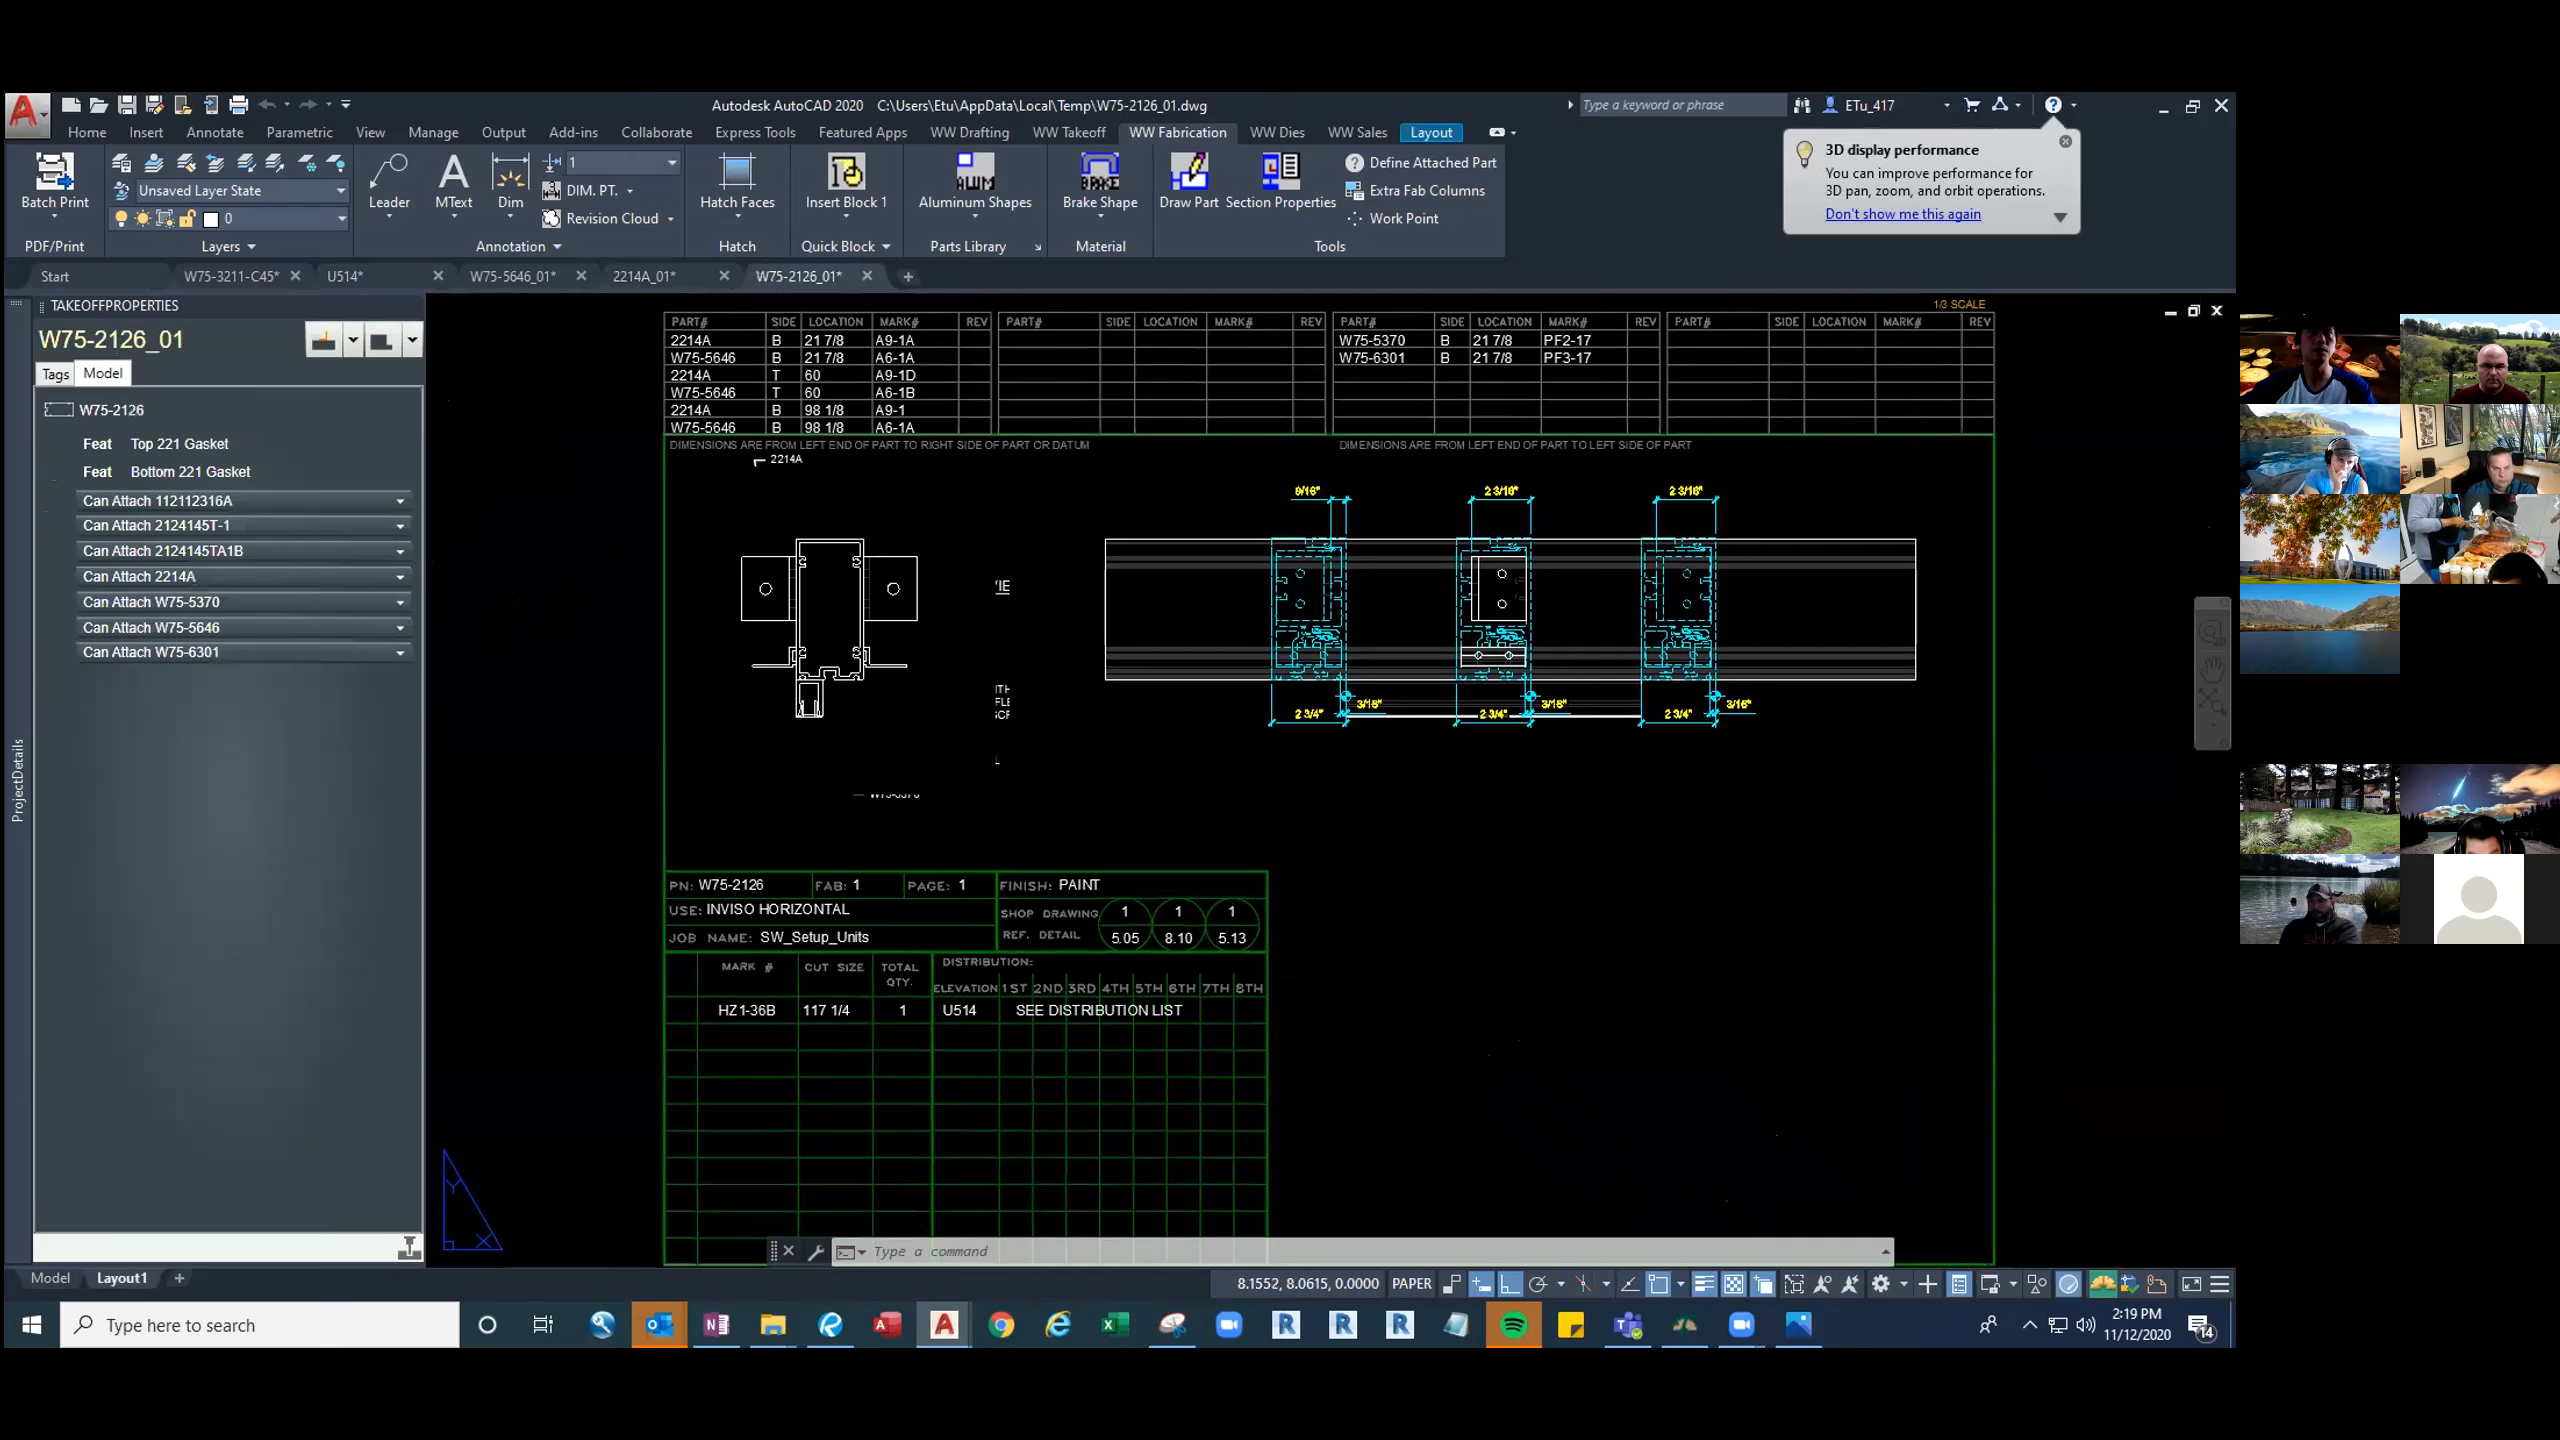 Autodesk AutoCAD 2020 C:\Users\Etu\AppData\Local\Temp\W75-2126_01.dwg
Type a keyword or phrase
ETu_417
Home Insert Annotate Parametric View Manage Output Add-ins Collaborate Express Tools Featured Apps WW Drafting WW Takeoff WW Fabrication WW Dies WW Sales Layout
Batch Print
PDF/Print
Unsaved Layer State
0
Layers
Leader
MText
Dim
1
DIM. PT.
Revision Cloud
Annotation
Hatch Faces
Hatch
Insert Block 1
Quick Block
ALUM
Aluminum Shapes
Parts Library
BRAKE
Brake Shape
Material
Draw Part
Section Properties
Define Attached Part
Extra Fab Columns
Work Point
Tools
3D display performance
You can improve performance for
3D pan, zoom, and orbit operations.
Don't show me this again
Start W75-3211-C45* U514* W75-5646_01* 2214A_01* W75-2126_01*
TAKEOFFPROPERTIES
W75-2126_01
Tags Model
W75-2126
Feat Top 221 Gasket
Feat Bottom 221 Gasket
Can Attach 112112316A
Can Attach 2124145T-1
Can Attach 2124145TA1B
Can Attach 2214A
Can Attach W75-5370
Can Attach W75-5646
Can Attach W75-6301
ProjectDetails
1/3 SCALE
PART# SIDE LOCATION MARK# REV PART# SIDE LOCATION MARK# REV PART# SIDE LOCATION MARK# REV PART# SIDE LOCATION MARK# REV
2214A B 21 7/8 A9-1A W75-5370 B 21 7/8 PF2-17
W75-5646 B 21 7/8 A6-1A W75-6301 B 21 7/8 PF3-17
2214A T 60 A9-1D
W75-5646 T 60 A6-1B
2214A B 98 1/8 A9-1
W75-5646 B 98 1/8 A6-1A
DIMENSIONS ARE FROM LEFT END OF PART TO RIGHT SIDE OF PART OR DATUM DIMENSIONS ARE FROM LEFT END OF PART TO LEFT SIDE OF PART
2214A
9/16" 2 3/16" 2 3/16"
3/16" 3/16" 3/16"
2 3/4" 2 3/4" 2 3/4"
PN: W75-2126 FAB: 1 PAGE: 1 FINISH: PAINT
USE: INVISO HORIZONTAL
JOB NAME: SW_Setup_Units
SHOP DRAWING 1 1 1
REF. DETAIL 5.05 8.10 5.13
MARK # CUT SIZE TOTAL QTY. DISTRIBUTION:
ELEVATION 1ST 2ND 3RD 4TH 5TH 6TH 7TH 8TH
HZ1-36B 117 1/4 1 U514 SEE DISTRIBUTION LIST
Y
X
Type a command
Model Layout1
8.1552, 8.0615, 0.0000 PAPER
Type here to search
2:19 PM
11/12/2020
14